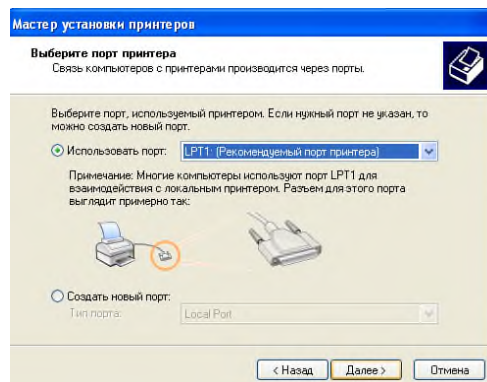 Мастер установки принтеров
Выберите порт принтера
Связь компьютеров с принтерами производится через порты.
Выберите порт, используемый принтером. Если нужный порт не указан, то
можно создать новый порт.
Использовать порт: LPT1: (Рекомендуемый порт принтера)
Примечание: Многие компьютеры используют порт LPT1 для
взаимодействия с локальным принтером. Разъем для этого порта
выглядит примерно так:
Создать новый порт:
Тип порта: Local Port
< Назад Далее > Отмена